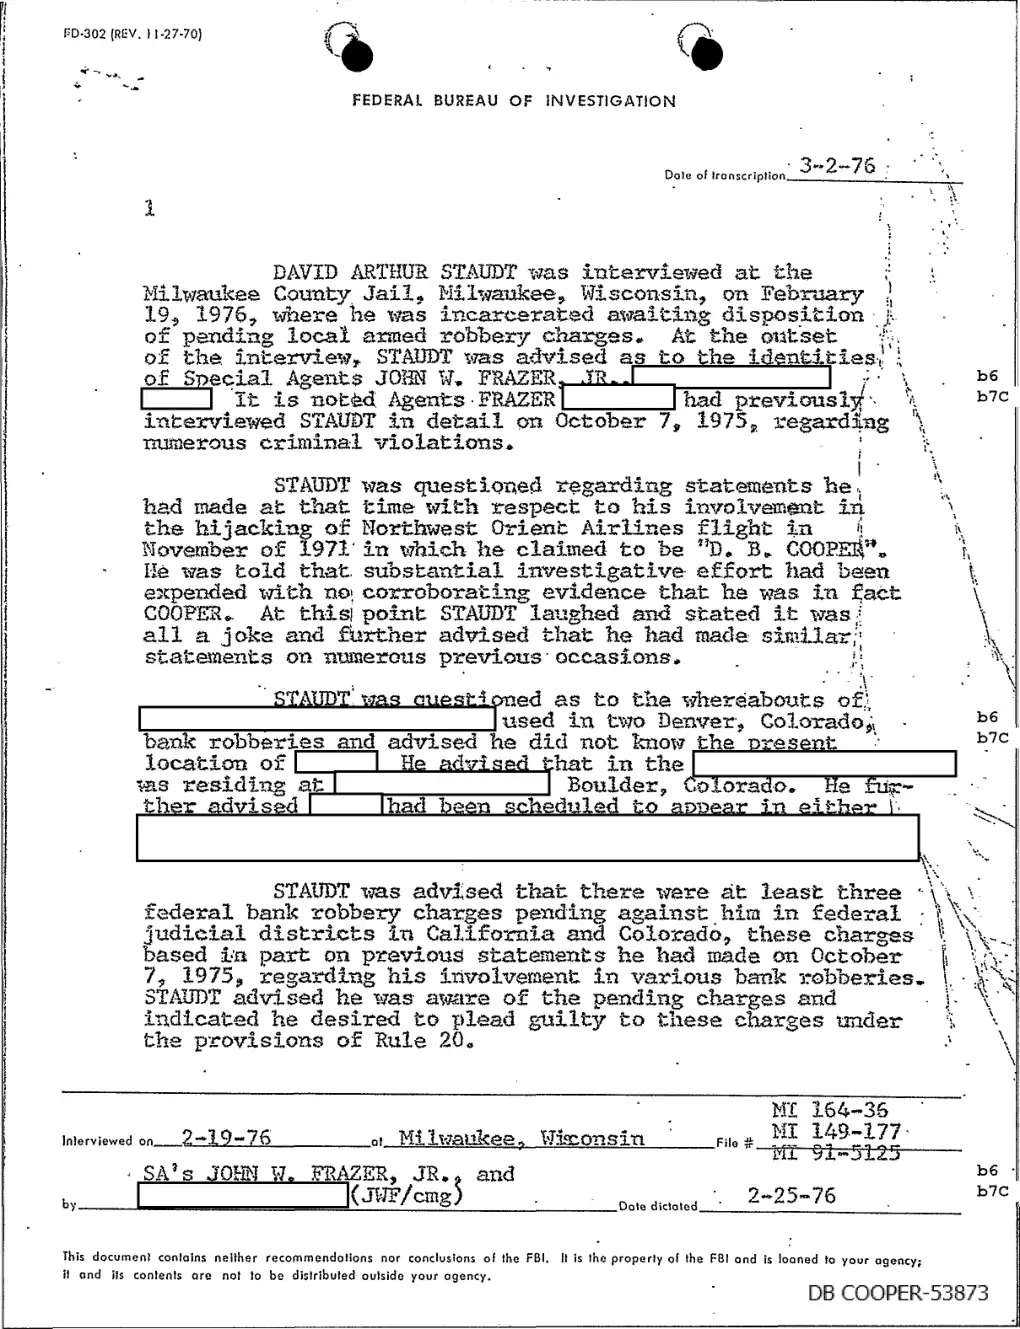 FD-302 (REV. 11-27-70)
FEDERAL BUREAU OF INVESTIGATION
Date of transcription 3-2-76
1
DAVID ARTHUR STAUDT was interviewed at the
Milwaukee County Jail, Milwaukee, Wisconsin, on February
19, 1976, where he was incarcerated awaiting disposition
of pending local armed robbery charges. At the outset
of the interview, STAUDT was advised as to the identities
of Special Agents JOHN W. FRAZER, JR.,
b6
It is noted Agents FRAZER had previously
b7C
interviewed STAUDT in detail on October 7, 1975, regarding
numerous criminal violations.
STAUDT was questioned regarding statements he
had made at that time with respect to his involvement in
the hijacking of Northwest Orient Airlines flight in
November of 1971 in which he claimed to be "D. B. COOPER".
He was told that substantial investigative effort had been
expended with no corroborating evidence that he was in fact
COOPER. At this point STAUDT laughed and stated it was
all a joke and further advised that he had made similar
statements on numerous previous occasions.
STAUDT was questioned as to the whereabouts of
used in two Denver, Colorado,
b6
bank robberies and advised he did not know the present
b7C
location of He advised that in the
was residing at Boulder, Colorado. He fur-
ther advised had been scheduled to appear in either
STAUDT was advised that there were at least three
federal bank robbery charges pending against him in federal
judicial districts in California and Colorado, these charges
based in part on previous statements he had made on October
7, 1975, regarding his involvement in various bank robberies.
STAUDT advised he was aware of the pending charges and
indicated he desired to plead guilty to these charges under
the provisions of Rule 20.
MI 164-36
Interviewed on 2-19-76 at Milwaukee, Wisconsin File # MI 149-177
MI 91-5125
SA's JOHN W. FRAZER, JR., and
b6
by (JWF/cmg) Date dictated 2-25-76
b7C
This document contains neither recommendations nor conclusions of the FBI. It is the property of the FBI and is loaned to your agency;
it and its contents are not to be distributed outside your agency.
DB COOPER-53873